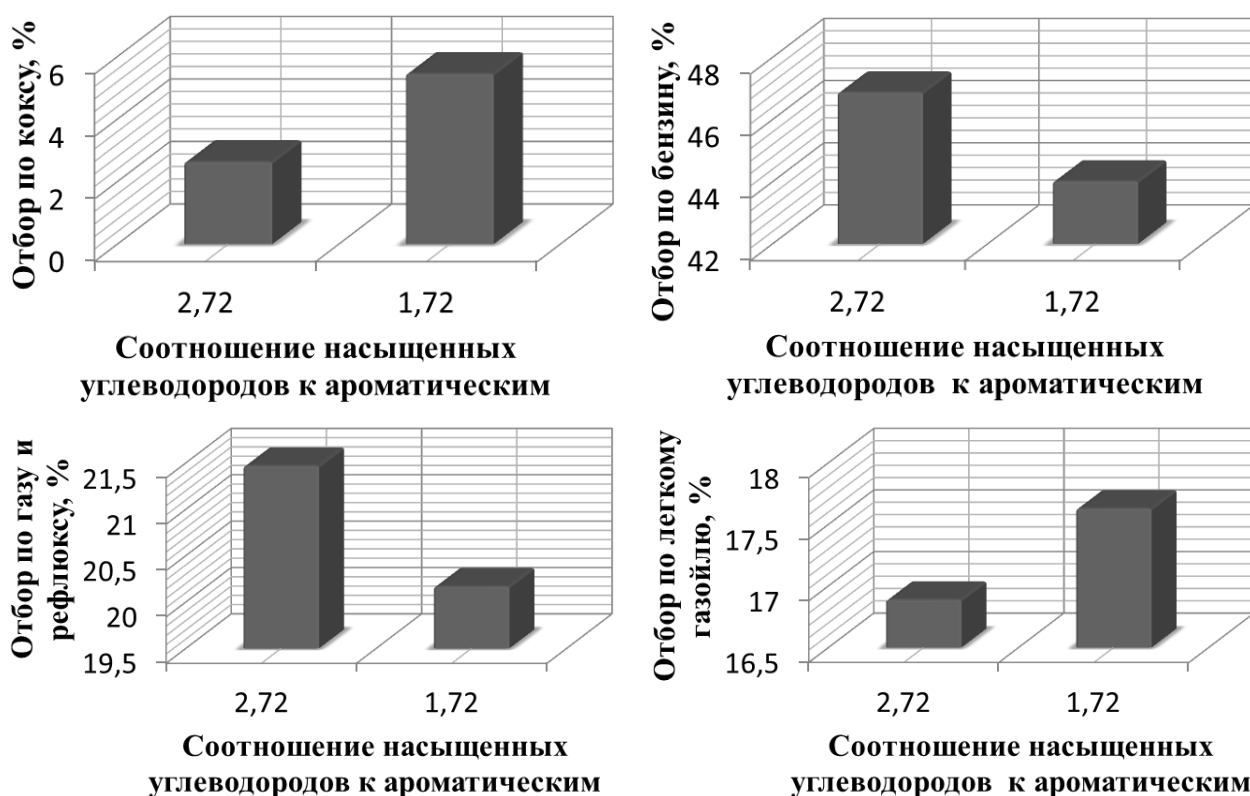 Отбор по коксу, %
6
4
2
0
2,72 1,72
Соотношение насыщенных
углеводородов к ароматическим
Отбор по бензину, %
48
46
44
42
2,72 1,72
Соотношение насыщенных
углеводородов к ароматическим
Отбор по газу и
рефлюксу, %
21,5
21
20,5
20
19,5
2,72 1,72
Соотношение насыщенных
углеводородов к ароматическим
Отбор по легкому
газойлю, %
18
17,5
17
16,5
2,72 1,72
Соотношение насыщенных
углеводородов к ароматическим